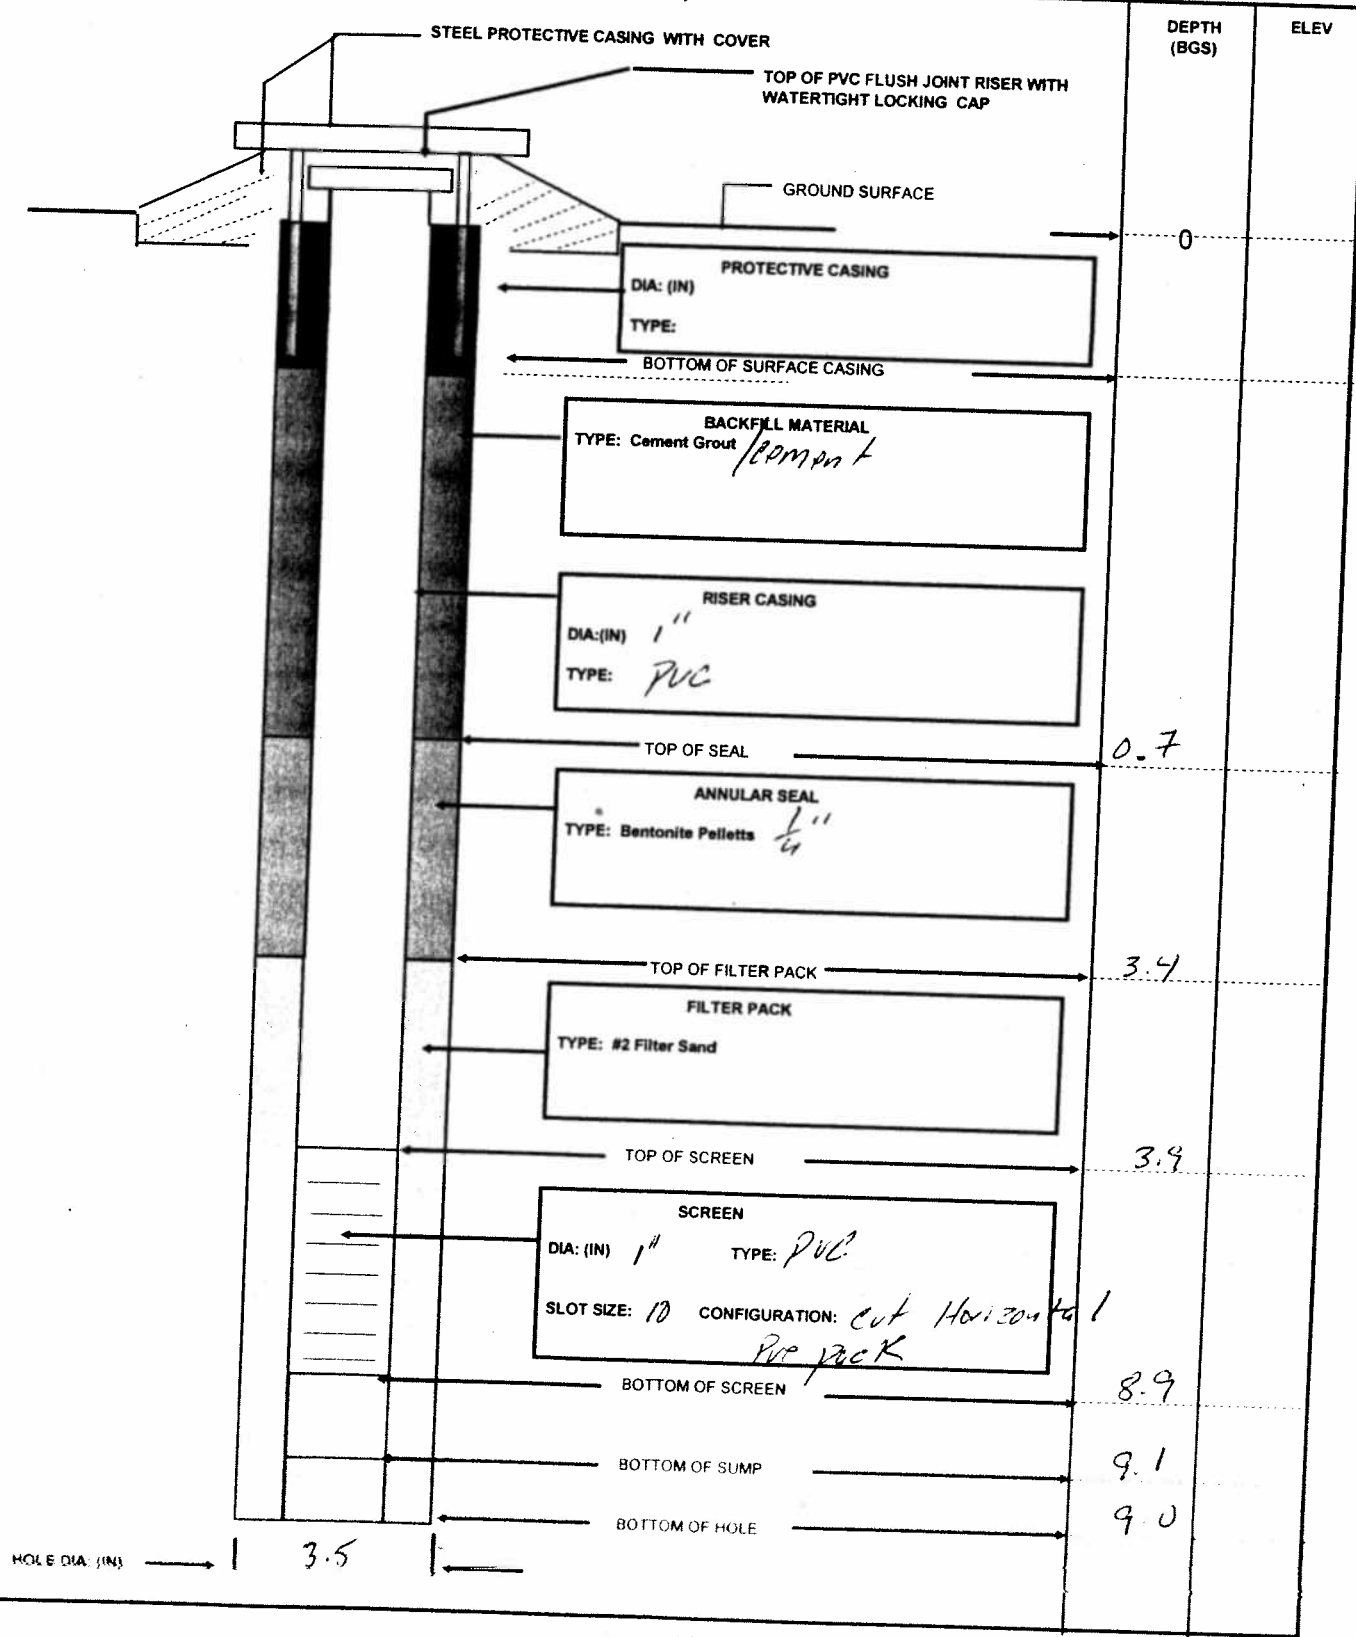 DEPTH
(BGS)
ELEV
STEEL PROTECTIVE CASING WITH COVER
TOP OF PVC FLUSH JOINT RISER WITH
WATERTIGHT LOCKING CAP
GROUND SURFACE
0
PROTECTIVE CASING
DIA: (IN)
TYPE:
BOTTOM OF SURFACE CASING
BACKFILL MATERIAL
TYPE: Cement Grout /cement
RISER CASING
DIA:(IN) 1"
TYPE: PVC
TOP OF SEAL 0.7
ANNULAR SEAL
TYPE: Bentonite Pelletts 1/4"
TOP OF FILTER PACK 3.4
FILTER PACK
TYPE: #2 Filter Sand
TOP OF SCREEN 3.9
SCREEN
DIA: (IN) 1" TYPE: PVC
SLOT SIZE: 10 CONFIGURATION: Cut Horizontal
Pre pack
BOTTOM OF SCREEN 8.9
BOTTOM OF SUMP 9.1
BOTTOM OF HOLE 9.0
HOLE DIA: (IN) 3.5